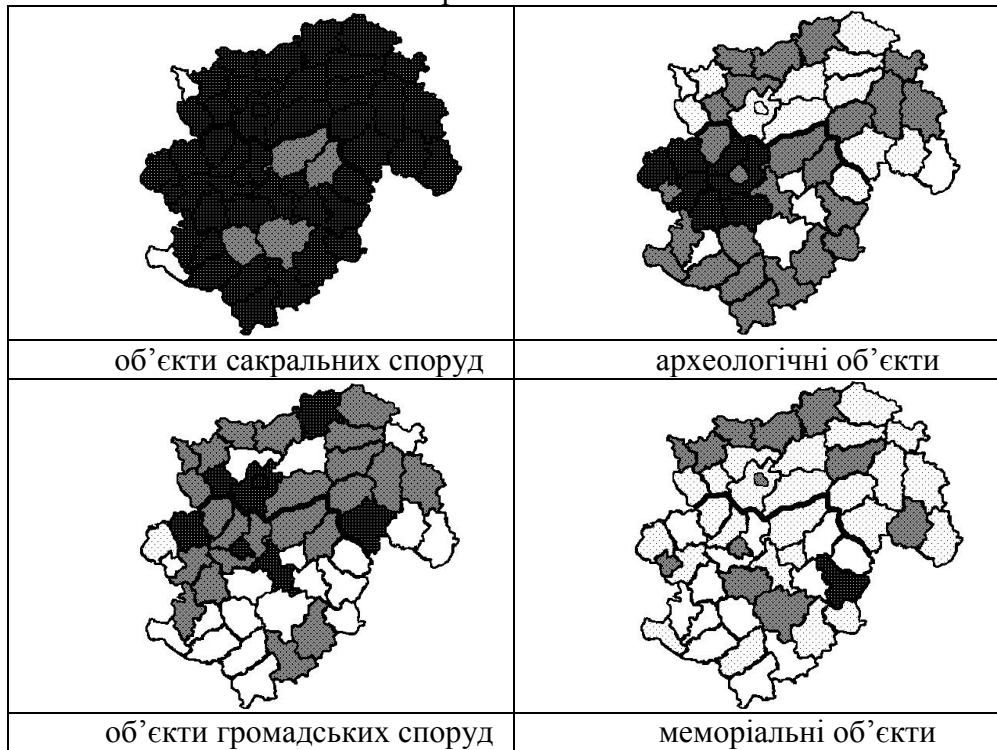 об’єкти сакральних споруд
археологічні об’єкти
об’єкти громадських споруд
меморіальні об’єкти